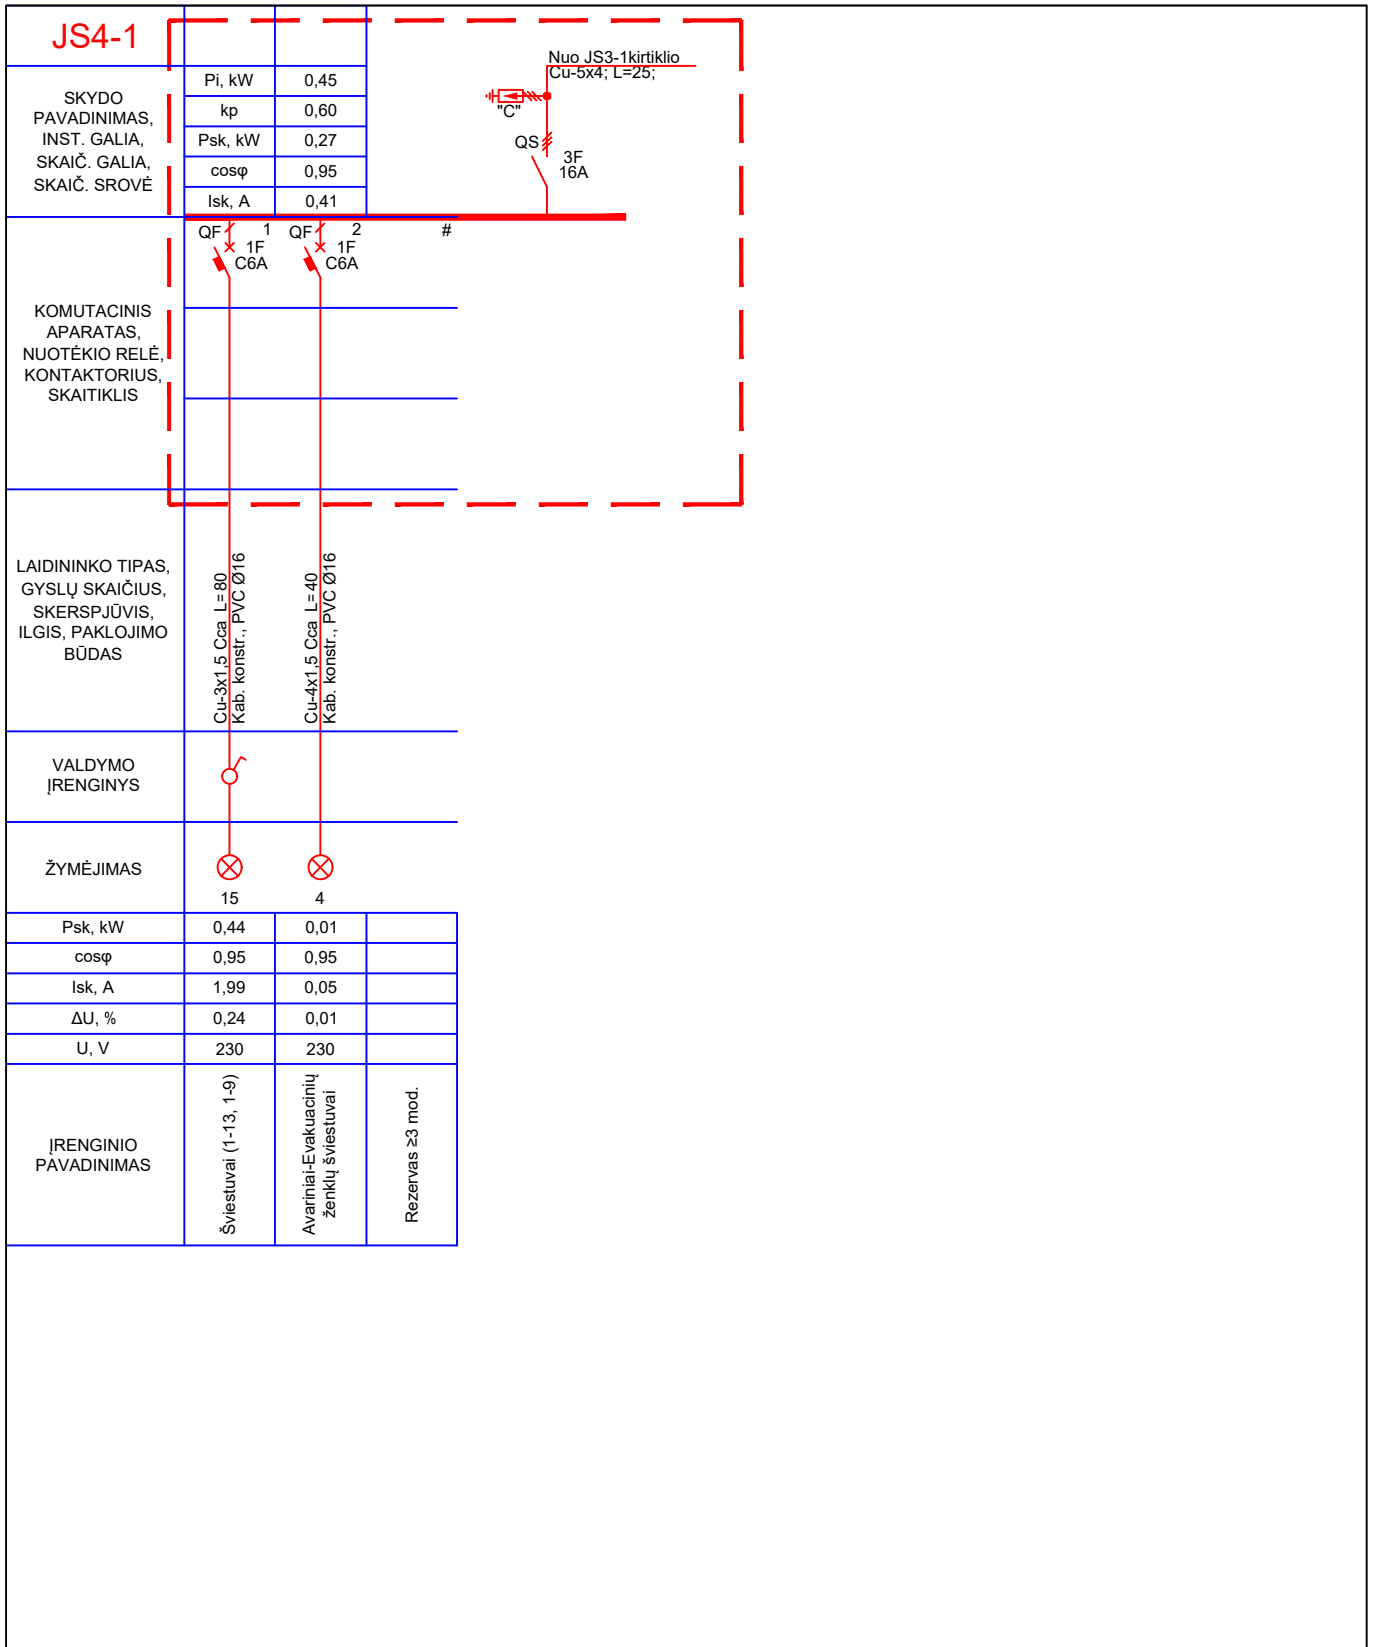 JS4-1
SKYDO
PAVADINIMAS,
INST. GALIA,
SKAIČ. GALIA,
SKAIČ. SROVĖ
Pi, kW 0,45
kp 0,60
Psk, kW 0,27
cosφ 0,95
Isk, A 0,41
Nuo JS3-1kirtiklio
Cu-5x4; L=25;
"C"
QS
3F
16A
KOMUTACINIS
APARATAS,
NUOTĖKIO RELĖ,
KONTAKTORIUS,
SKAITIKLIS
QF 1
1F
C6A
QF 2
1F
C6A
#
LAIDININKO TIPAS,
GYSLŲ SKAIČIUS,
SKERSPJŪVIS,
ILGIS, PAKLOJIMO
BŪDAS
Cu-3x1,5 Cca L=80
Kab. konstr., PVC Ø16
Cu-4x1,5 Cca L=40
Kab. konstr., PVC Ø16
VALDYMO
ĮRENGINYS
ŽYMĖJIMAS
15 4
Psk, kW 0,44 0,01
cosφ 0,95 0,95
Isk, A 1,99 0,05
ΔU, % 0,24 0,01
U, V 230 230
ĮRENGINIO
PAVADINIMAS
Šviestuvai (1-13, 1-9)
Avariniai-Evakuacinių
ženklų šviestuvai
Rezervas ≥3 mod.